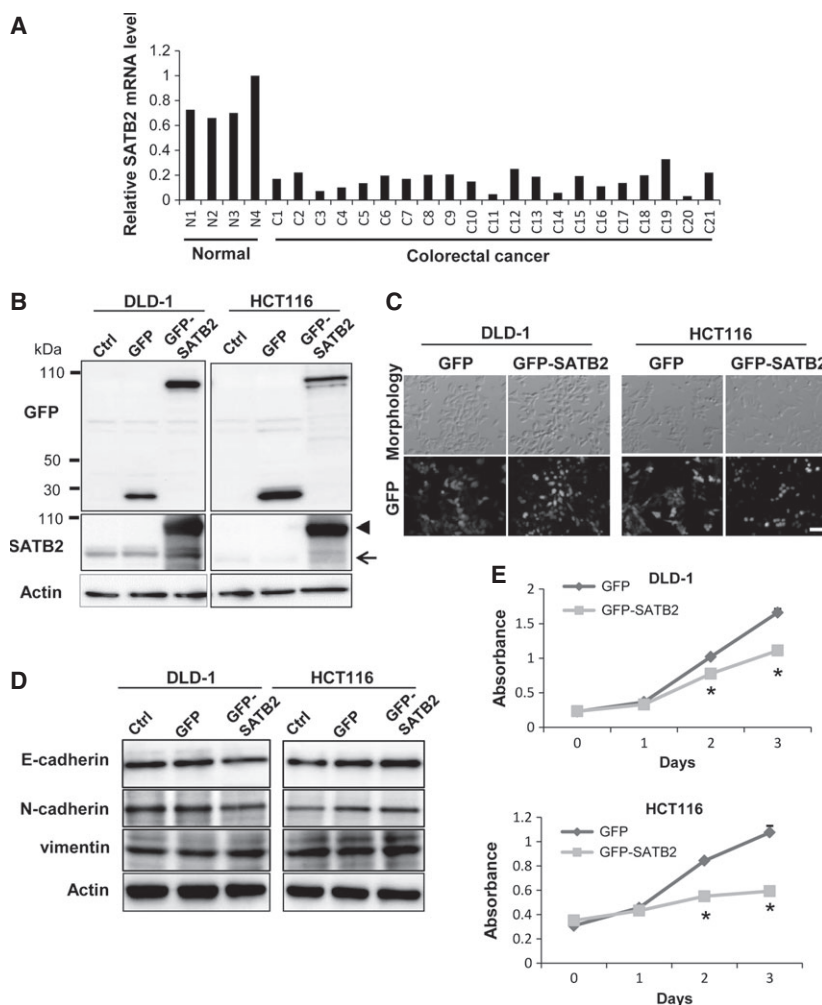 A
Relative SATB2 mRNA level
1.2
1
0.8
0.6
0.4
0.2
0
N1 N2 N3 N4 C1 C2 C3 C4 C5 C6 C7 C8 C9 C10 C11 C12 C13 C14 C15 C16 C17 C18 C19 C20 C21
Normal Colorectal cancer
B
DLD-1 HCT116
Ctrl GFP GFP-SATB2 Ctrl GFP GFP-SATB2
kDa
110
GFP
50
30
110
SATB2
Actin
C
DLD-1 HCT116
GFP GFP-SATB2 GFP GFP-SATB2
Morphology
GFP
D
DLD-1 HCT116
Ctrl GFP GFP-SATB2 Ctrl GFP GFP-SATB2
E-cadherin
N-cadherin
vimentin
Actin
E
DLD-1
GFP
GFP-SATB2
Absorbance
2
1.5
1
0.5
0
* *
0 1 2 3
Days
HCT116
GFP
GFP-SATB2
Absorbance
1.2
1
0.8
0.6
0.4
0.2
0
* *
0 1 2 3
Days